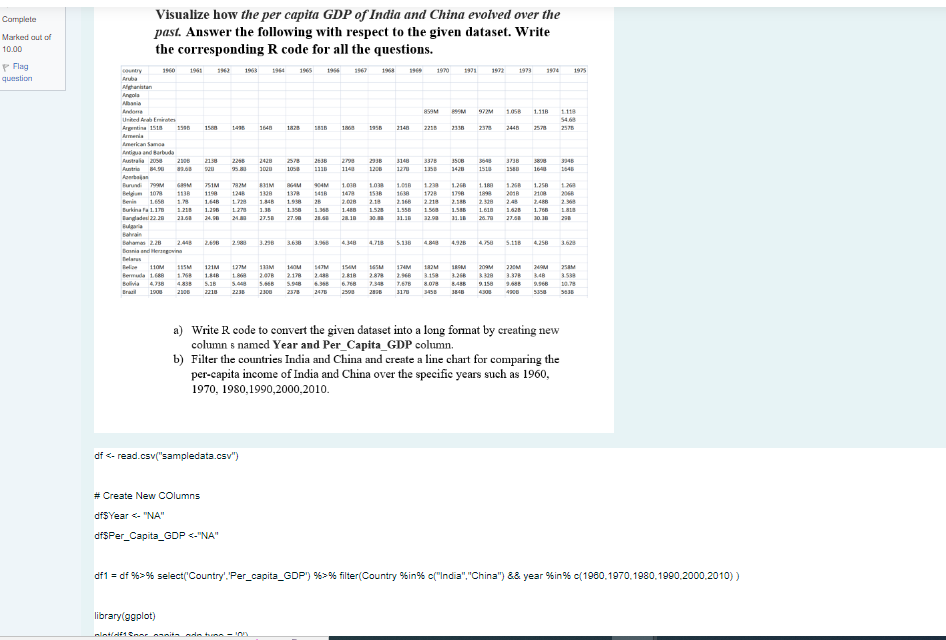 Complete
Marked out of
10.00
Flag
question
Visualize how the per capita GDP of India and China evolved over the
past. Answer the following with respect to the given dataset. Write
the corresponding R code for all the questions.
country 1960 1961 1962 1963 1964 1965 1966 1967 1968 1969 1970 1971 1972 1973 1974 1975
Aruba
Afghanistan
Angola
Albania
Andorra 859M 899M 972M 1.05B 1.11B 1.11B
United Arab Emirates 54.6B
Argentina 151B 159B 158B 149B 164B 182B 181B 186B 195B 214B 221B 233B 237B 244B 257B 257B
Armenia
American Samoa
Antigua and Barbuda
Australia 205B 210B 213B 226B 242B 257B 263B 279B 293B 314B 337B 350B 364B 373B 389B 394B
Austria 84.9B 89.6B 92B 95.8B 102B 105B 111B 114B 120B 127B 135B 142B 151B 158B 164B 164B
Azerbaijan
Burundi 799M 689M 751M 782M 831M 864M 904M 1.03B 1.03B 1.01B 1.23B 1.26B 1.18B 1.26B 1.25B 1.26B
Belgium 107B 113B 119B 124B 132B 137B 141B 147B 153B 163B 172B 179B 189B 201B 210B 206B
Benin 1.65B 1.7B 1.64B 1.72B 1.84B 1.93B 2B 2.02B 2.1B 2.16B 2.21B 2.18B 2.32B 2.4B 2.48B 2.36B
Burkina Fa 1.17B 1.21B 1.29B 1.27B 1.3B 1.35B 1.36B 1.48B 1.52B 1.55B 1.56B 1.58B 1.61B 1.62B 1.76B 1.81B
Bangladesl 22.2B 23.6B 24.9B 24.8B 27.5B 27.9B 28.6B 28.1B 30.8B 31.1B 32.9B 31.1B 26.7B 27.6B 30.3B 29B
Bulgaria
Bahrain
Bahamas 2.2B 2.44B 2.69B 2.98B 3.29B 3.63B 3.96B 4.34B 4.71B 5.13B 4.84B 4.92B 4.75B 5.11B 4.25B 3.62B
Bosnia and Herzegovina
Belarus
Belize 110M 115M 121M 127M 133M 140M 147M 154M 165M 174M 182M 189M 209M 220M 249M 258M
Bermuda 1.68B 1.76B 1.84B 1.86B 2.07B 2.17B 2.48B 2.81B 2.87B 2.96B 3.15B 3.26B 3.32B 3.37B 3.4B 3.53B
Bolivia 4.73B 4.83B 5.1B 5.44B 5.66B 5.94B 6.36B 6.76B 7.34B 7.67B 8.07B 8.48B 9.15B 9.68B 9.96B 10.7B
Brazil 190B 210B 221B 223B 230B 237B 247B 259B 289B 317B 345B 384B 430B 490B 535B 563B
a) Write R code to convert the given dataset into a long format by creating new
column s named Year and Per_Capita_GDP column.
b) Filter the countries India and China and create a line chart for comparing the
per-capita income of India and China over the specific years such as 1960,
1970, 1980,1990,2000,2010.
df <- read.csv("sampledata.csv")
# Create New COlumns
df$Year <- "NA"
df$Per_Capita_GDP <-"NA"
df1 = df %>% select('Country','Per_capita_GDP') %>% filter(Country %in% c("India","China") && year %in% c(1960,1970,1980,1990,2000,2010) )
library(ggplot)